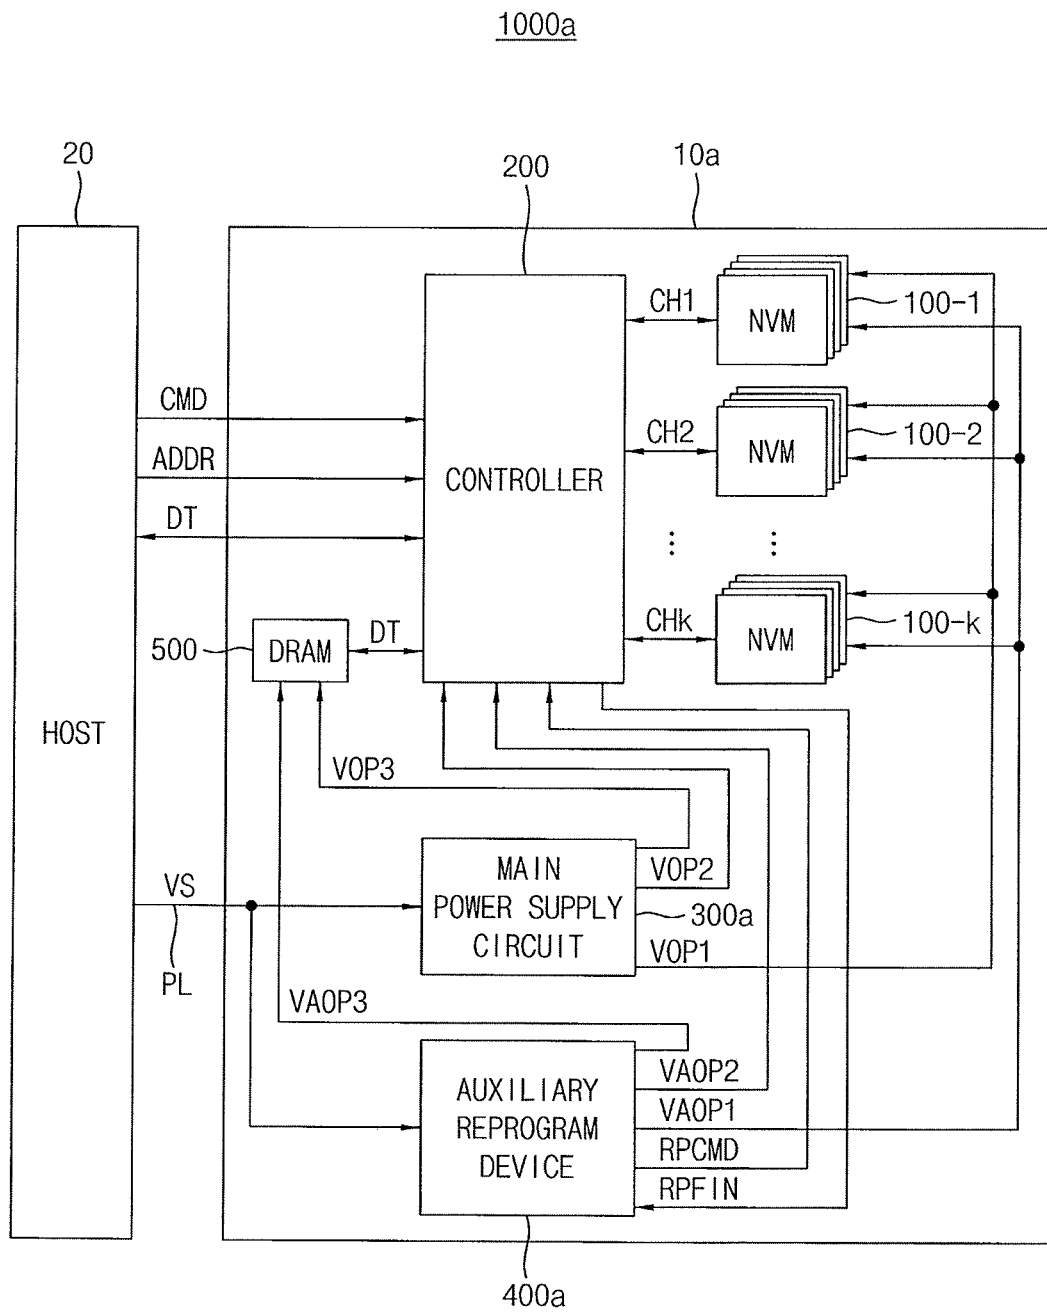 1000a
20
200
10a
CH1
NVM
100-1
CMD
CH2
NVM
100-2
ADDR
CONTROLLER
DT
CHk
NVM
100-k
500
DRAM
DT
HOST
VOP3
MAIN
POWER SUPPLY
CIRCUIT
VOP2
300a
VOP1
VS
PL
VAOP3
AUXILIARY
REPROGRAM
DEVICE
VAOP2
VAOP1
RPCMD
RPFIN
400a